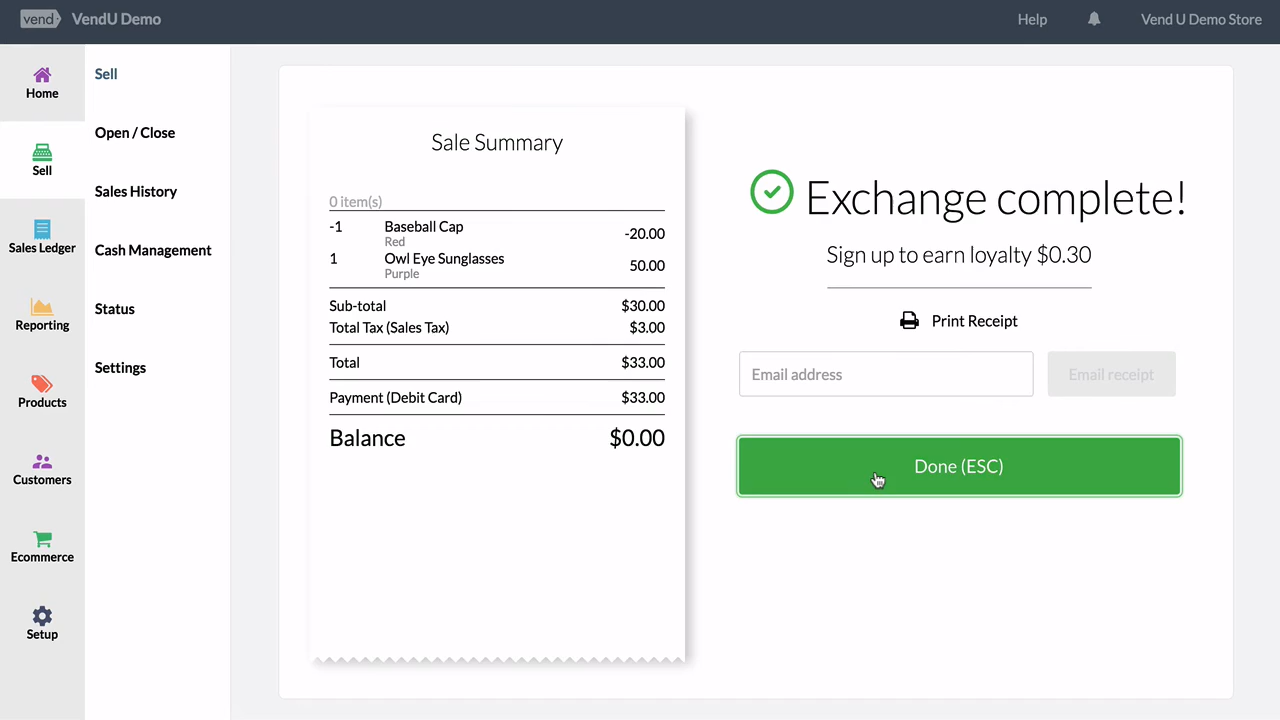 vend VendU Demo
Help
Vend U Demo Store
Home
Sell
Sales Ledger
Reporting
Products
Customers
Ecommerce
Setup
Sell
Open / Close
Sales History
Cash Management
Status
Settings
Sale Summary
0 item(s)
-1 Baseball Cap -20.00
Red
1 Owl Eye Sunglasses 50.00
Purple
Sub-total $30.00
Total Tax (Sales Tax) $3.00
Total $33.00
Payment (Debit Card) $33.00
Balance $0.00
Exchange complete!
Sign up to earn loyalty $0.30
Print Receipt
Email address
Email receipt
Done (ESC)